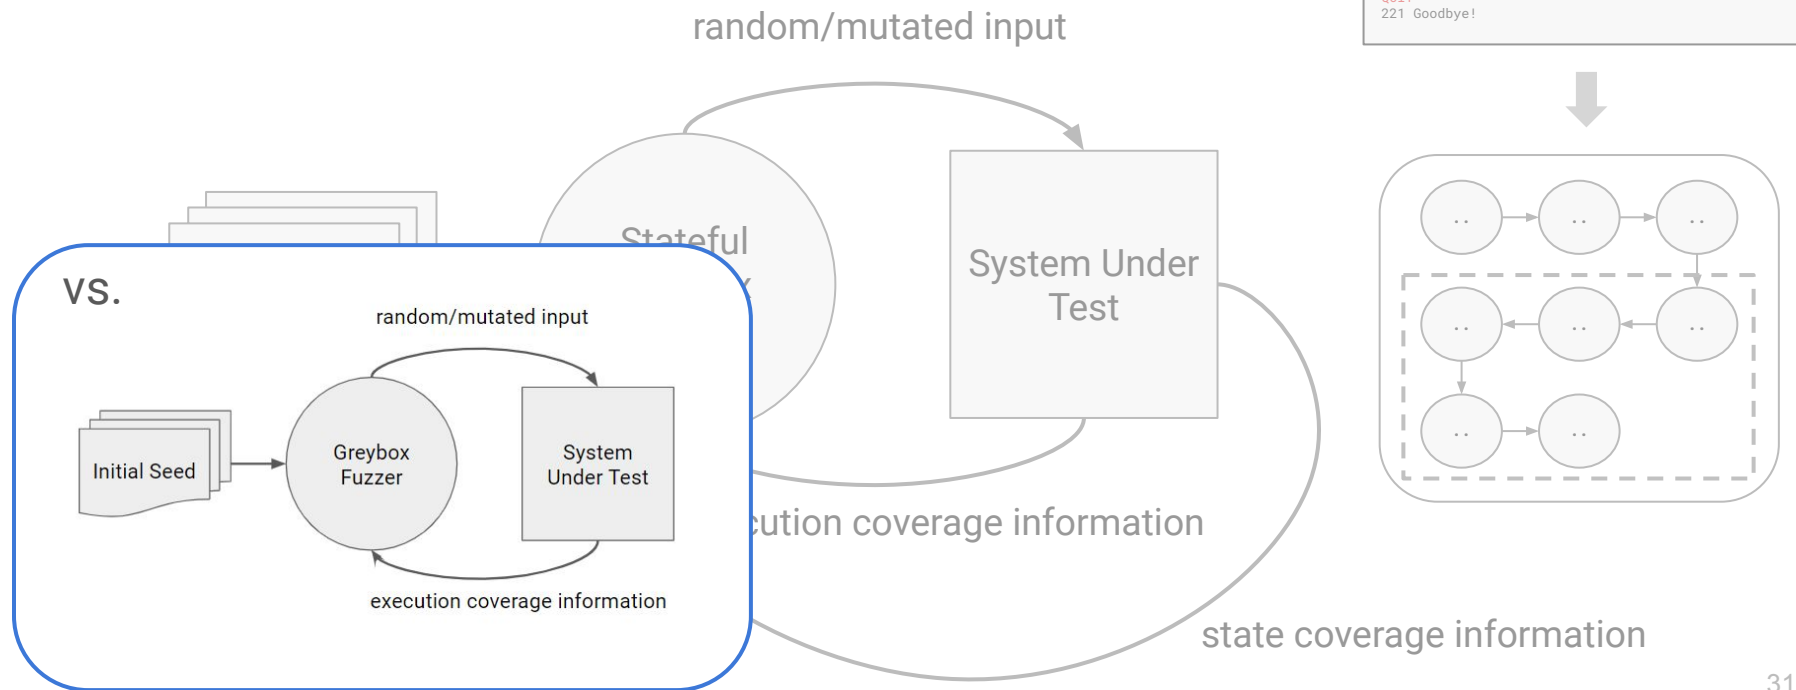 random/mutated input
221 Goodbye!
Stateful
System Under
Test
..
..
..
..
..
..
..
..
vs.
random/mutated input
Initial Seed
Greybox
Fuzzer
System
Under Test
execution coverage information
coverage information
state coverage information
31